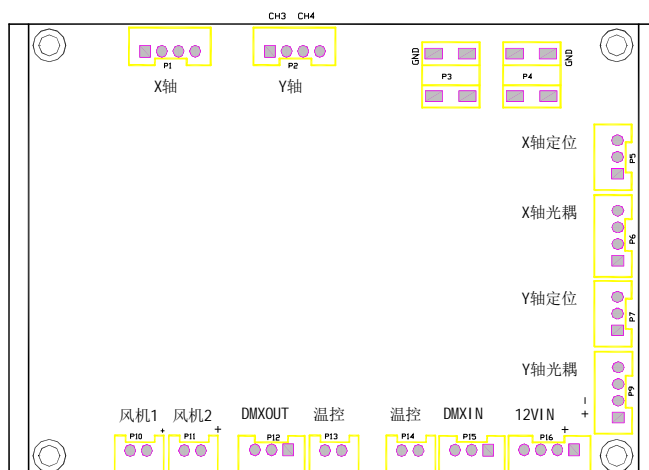 CH3 CH4
P1 P2
X轴 Y轴
GND P3 P4 GND
X轴定位 P5
X轴光耦 P6
Y轴定位 P7
Y轴光耦 P9
- +
风机1 风机2 DMXOUT 温控 温控 DMXIN 12VIN
+ + +
P10 P11 P12 P13 P14 P15 P16